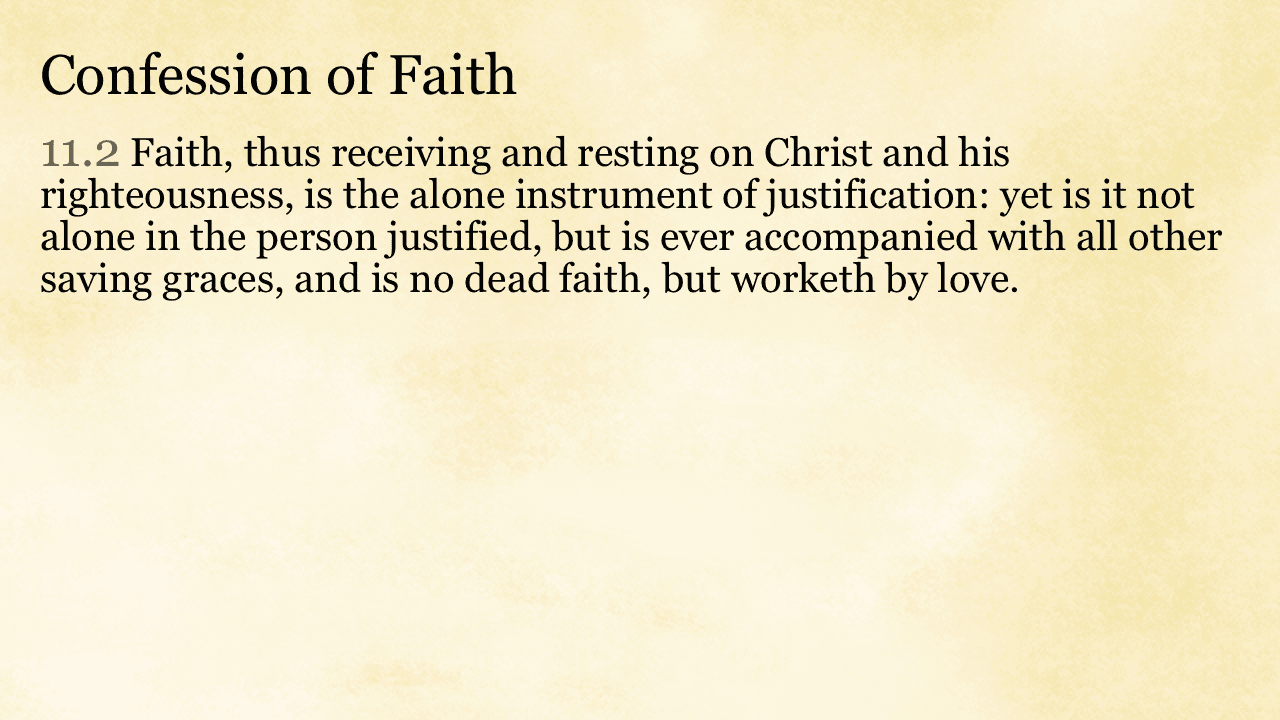 Confession of Faith
11.2 Faith, thus receiving and resting on Christ and his
righteousness, is the alone instrument of justification: yet is it not
alone in the person justified, but is ever accompanied with all other
saving graces, and is no dead faith, but worketh by love.